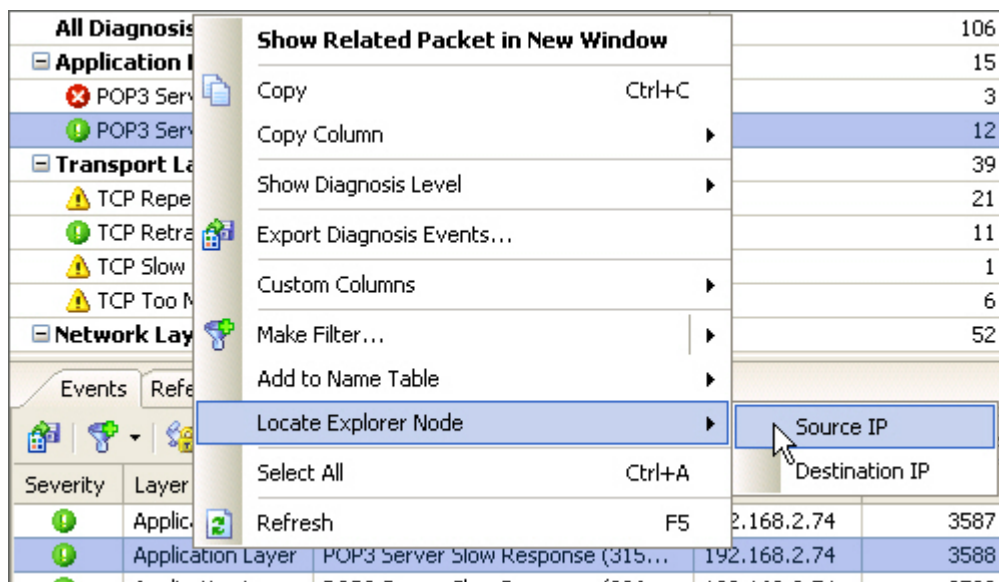 All Diagnosis 106
Application 15
POP3 Serv 3
POP3 Serv 12
Transport La 39
TCP Repe 21
TCP Retra 11
TCP Slow 1
TCP Too 6
Network Lay 52
Show Related Packet in New Window
Copy Ctrl+C
Copy Column
Show Diagnosis Level
Export Diagnosis Events...
Custom Columns
Make Filter...
Add to Name Table
Locate Explorer Node
Select All Ctrl+A
Refresh F5
Source IP
Destination IP
Events Refe
Severity Layer
Applic 2.168.2.74 3587
Application Layer POP3 Server Slow Response (315... 192.168.2.74 3588